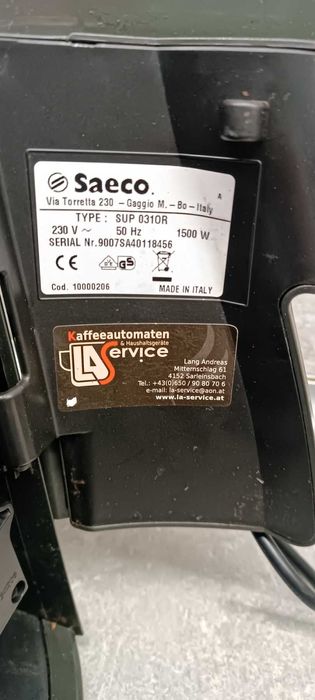 Saeco.
A
Via Torretta 230 - Gaggio M. - Bo - Italy
TYPE : SUP 031OR
230 V ~ 50 Hz 1500 W
SERIAL Nr.9007SA40118456
CE GS
Cod. 10000206 MADE IN ITALY
Kaffeeautomaten
& Haushaltsgeräte
LA Service
Lang Andreas
Mitternschlag 61
4152 Sarleinsbach
Tel.: +43(0)650 / 90 80 70 6
e-mail: la-service@aon.at
www.la-service.at